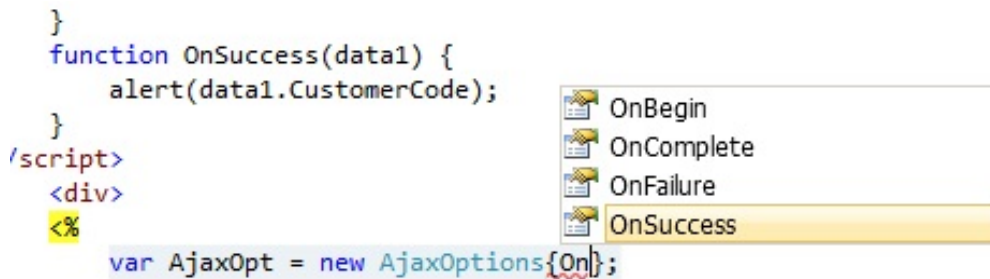 }
function OnSuccess(data1) {
alert(data1.CustomerCode);
}
/script>
<div>
<%
var AjaxOpt = new AjaxOptions{On};
OnBegin
OnComplete
OnFailure
OnSuccess